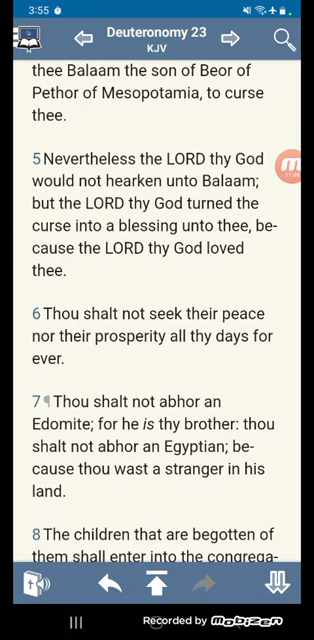 3:55
Deuteronomy 23
KJV
thee Balaam the son of Beor of
Pethor of Mesopotamia, to curse
thee.
5 Nevertheless the LORD thy God
would not hearken unto Balaam;
but the LORD thy God turned the
curse into a blessing unto thee, be-
cause the LORD thy God loved
thee.
6 Thou shalt not seek their peace
nor their prosperity all thy days for
ever.
7 ¶ Thou shalt not abhor an
Edomite; for he is thy brother: thou
shalt not abhor an Egyptian; be-
cause thou wast a stranger in his
land.
8 The children that are begotten of
them shall enter into the congrega-
Recorded by Mobizen